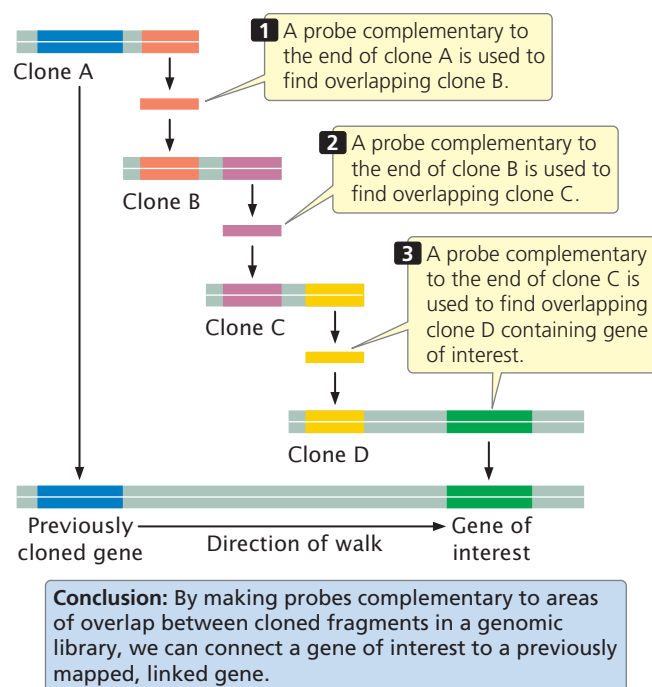 1 A probe complementary to
the end of clone A is used to
find overlapping clone B.
Clone A
2 A probe complementary to
the end of clone B is used to
find overlapping clone C.
Clone B
3 A probe complementary
to the end of clone C is
used to find overlapping
clone D containing gene
of interest.
Clone C
Clone D
Previously
cloned gene
Direction of walk
Gene of
interest
Conclusion: By making probes complementary to areas
of overlap between cloned fragments in a genomic
library, we can connect a gene of interest to a previously
mapped, linked gene.